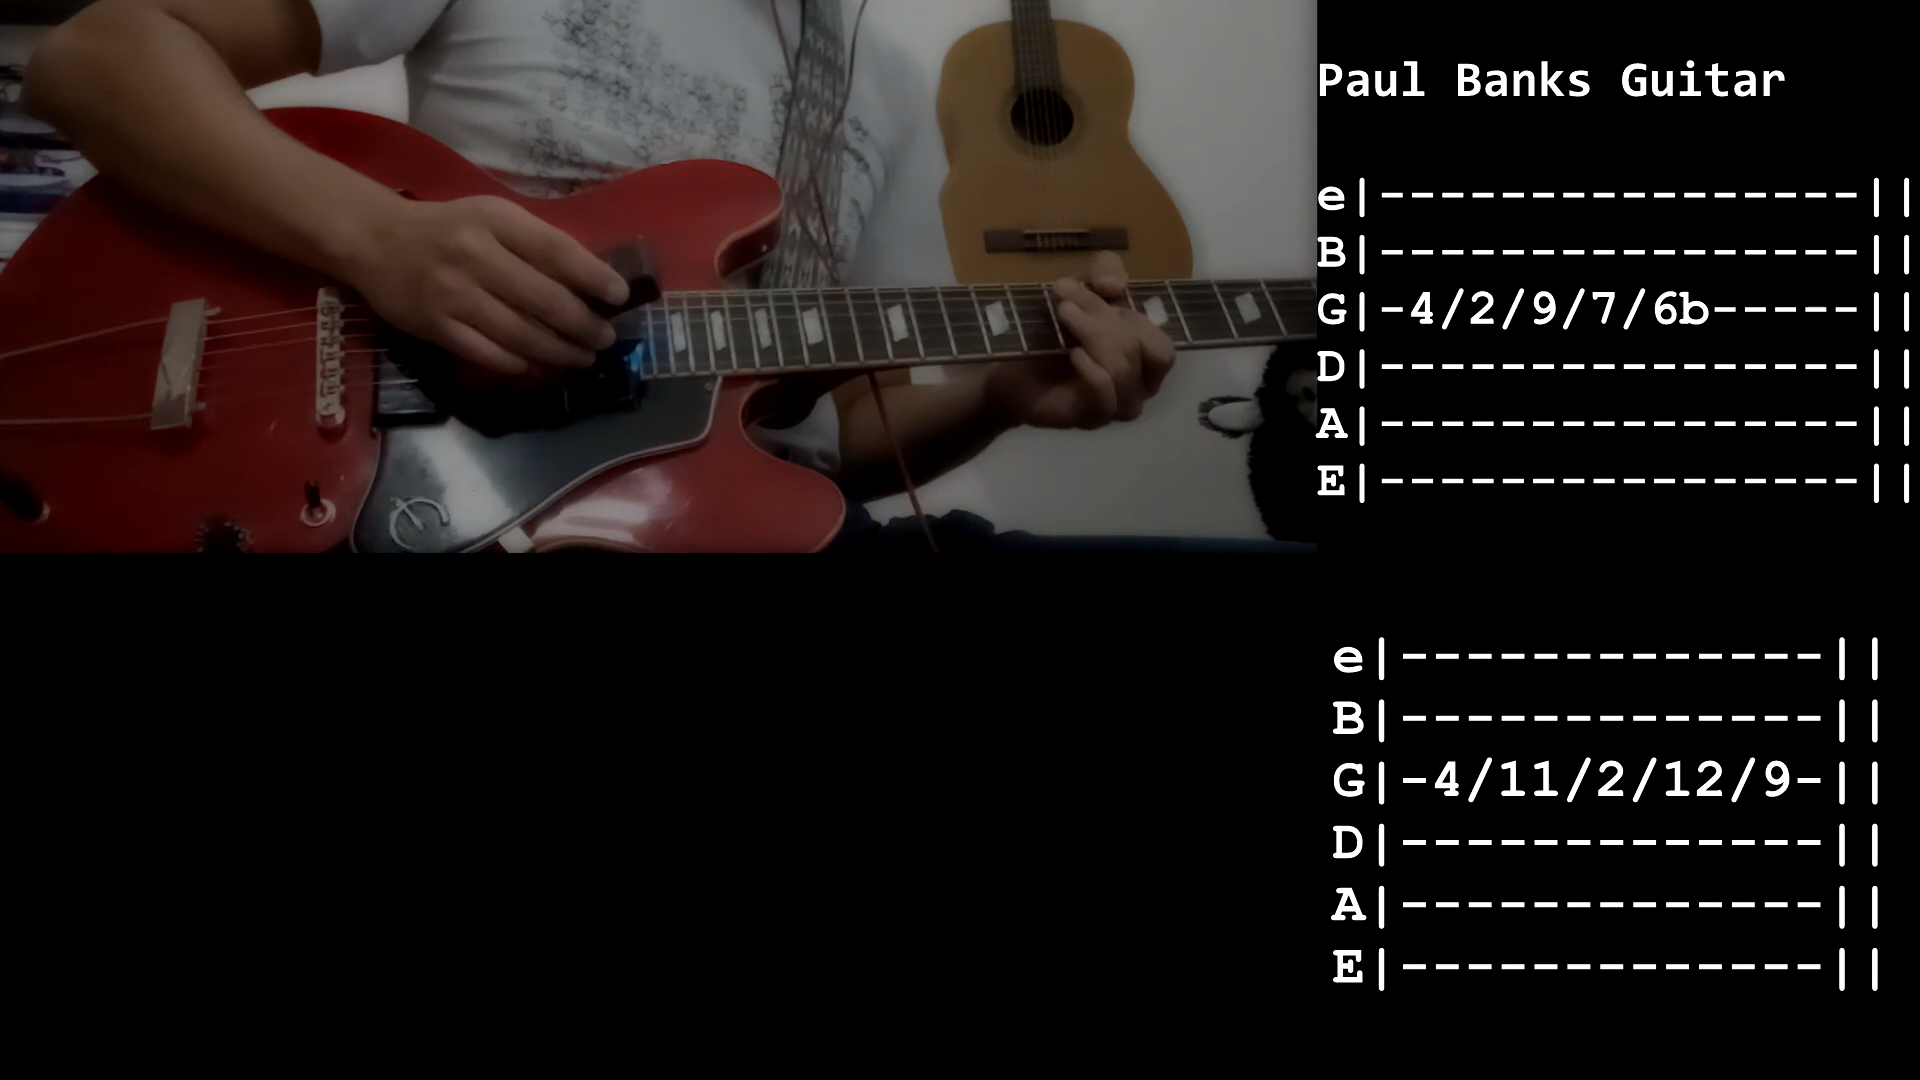 Paul Banks Guitar
e|----------------||
B|----------------||
G|-4/2/9/7/6b-----||
D|----------------||
A|----------------||
E|----------------||
e|-------------||
B|-------------||
G|-4/11/2/12/9-||
D|-------------||
A|-------------||
E|-------------||